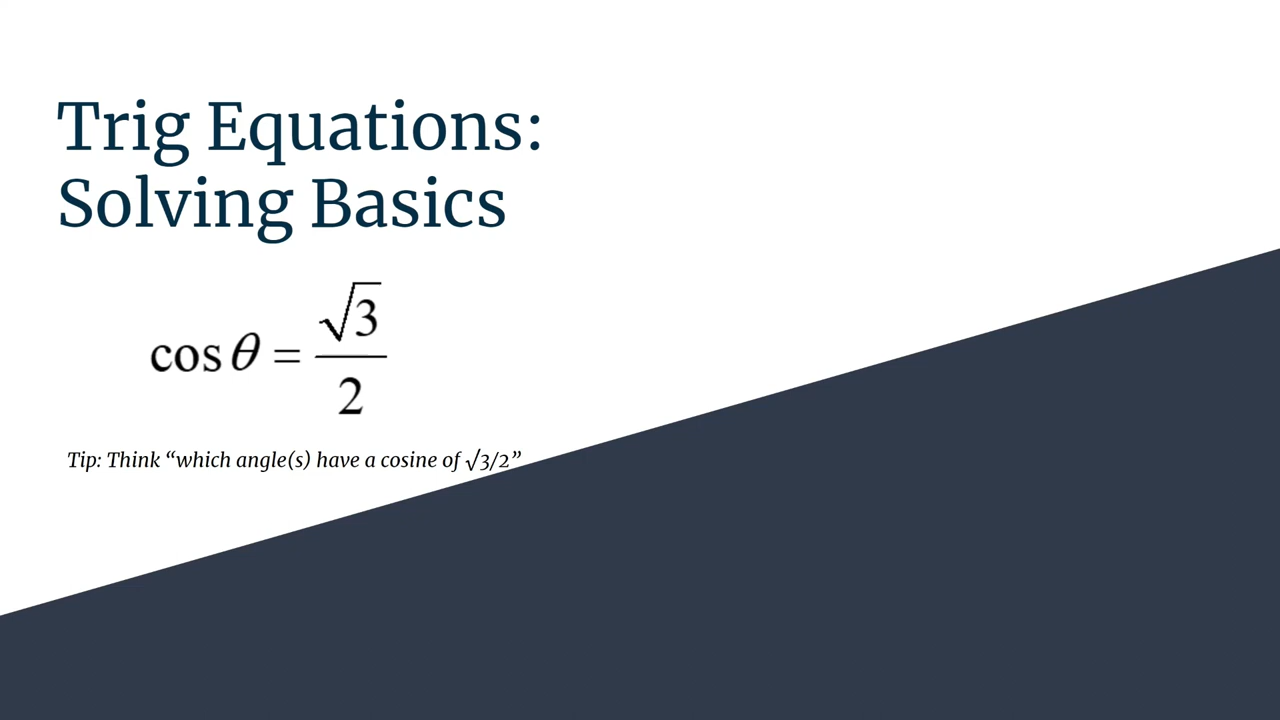 Trig Equations:
Solving Basics
cos θ = √3/2
Tip: Think “which angle(s) have a cosine of √3/2”